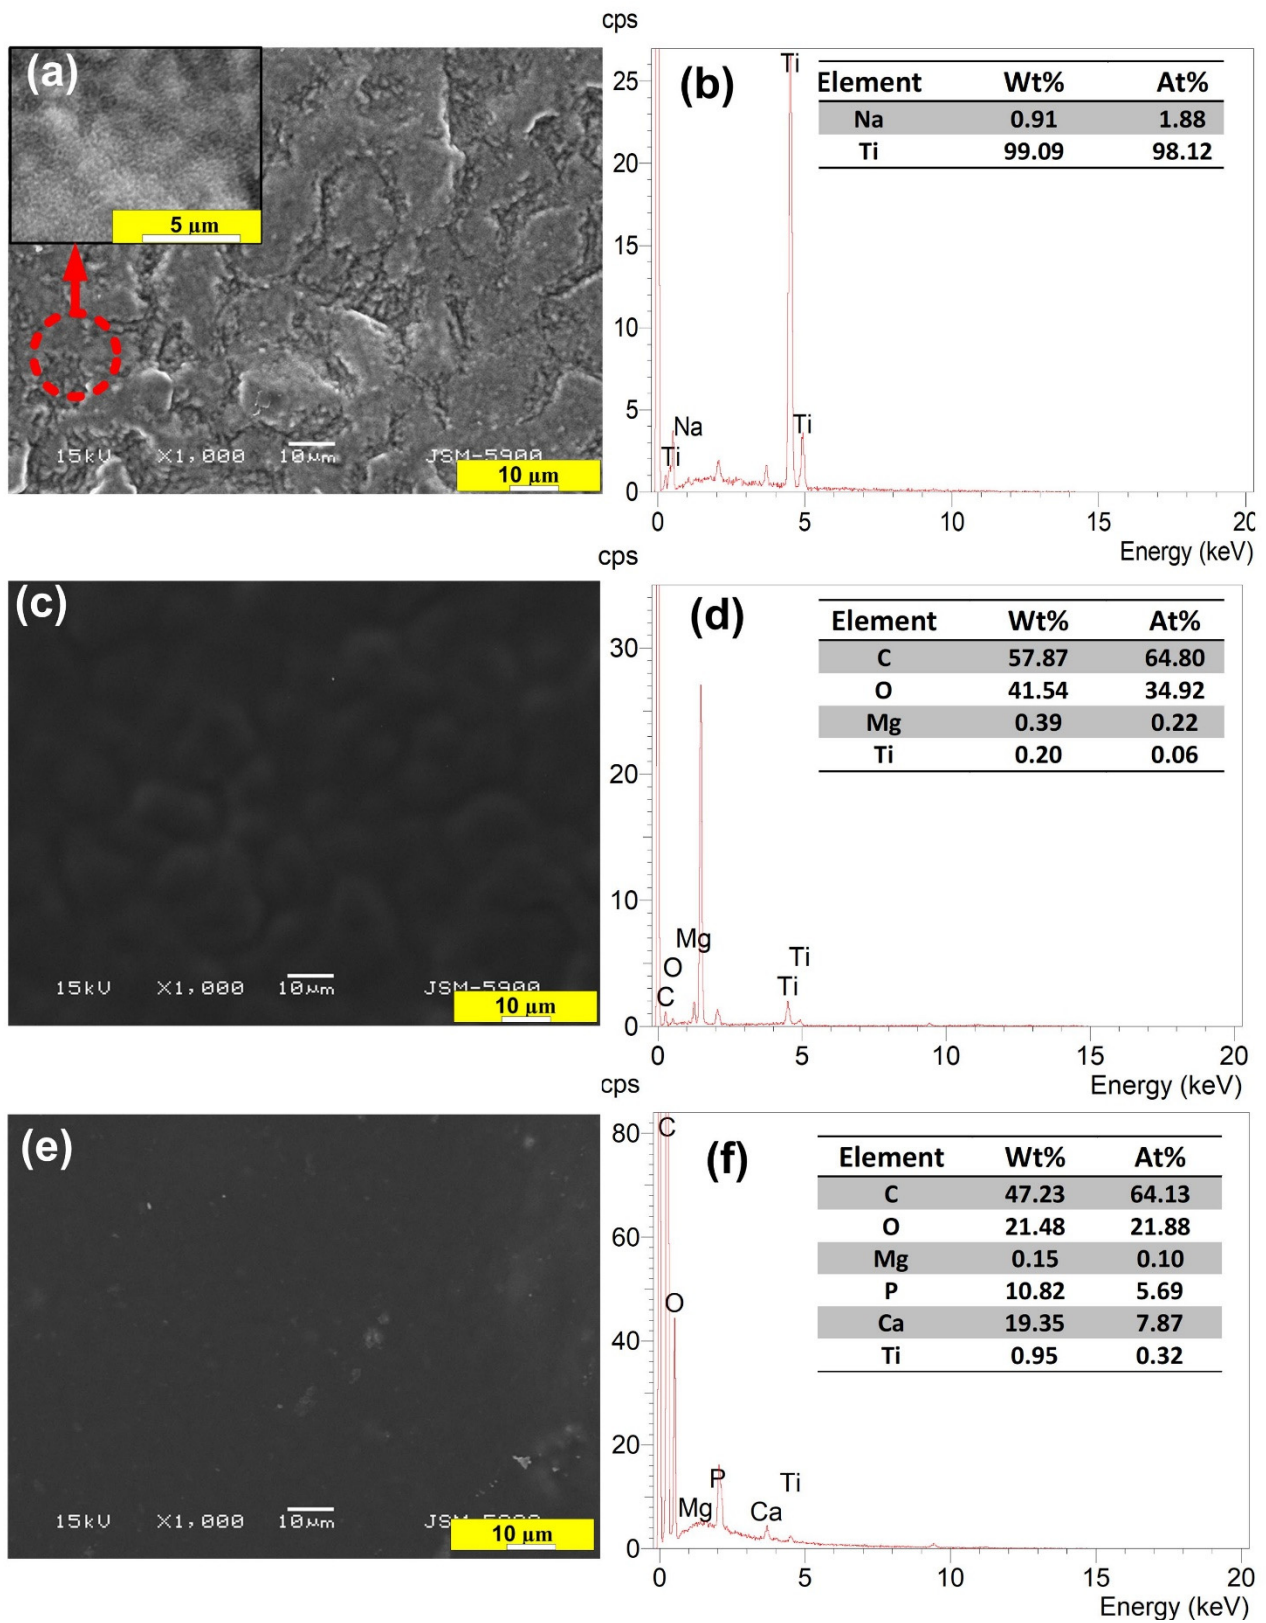 cps
(a)
5 µm
15kV X1,000 10µm JSM-5900
10 µm
(b)
Element Wt% At%
Na 0.91 1.88
Ti 99.09 98.12
Ti
Na
Ti
Ti
25
20
15
10
5
0
0 5 10 15 20
Energy (keV)
cps
(c)
15kV X1,000 10µm JSM-5900
10 µm
(d)
Element Wt% At%
C 57.87 64.80
O 41.54 34.92
Mg 0.39 0.22
Ti 0.20 0.06
30
20
10
0
Mg
O
C
Ti
Ti
0 5 10 15 20
Energy (keV)
cps
(e)
15kV X1,000 10µm
10 µm
(f)
Element Wt% At%
C 47.23 64.13
O 21.48 21.88
Mg 0.15 0.10
P 10.82 5.69
Ca 19.35 7.87
Ti 0.95 0.32
80
60
40
20
0
C
O
Mg
P
Ca
Ti
0 5 10 15 20
Energy (keV)